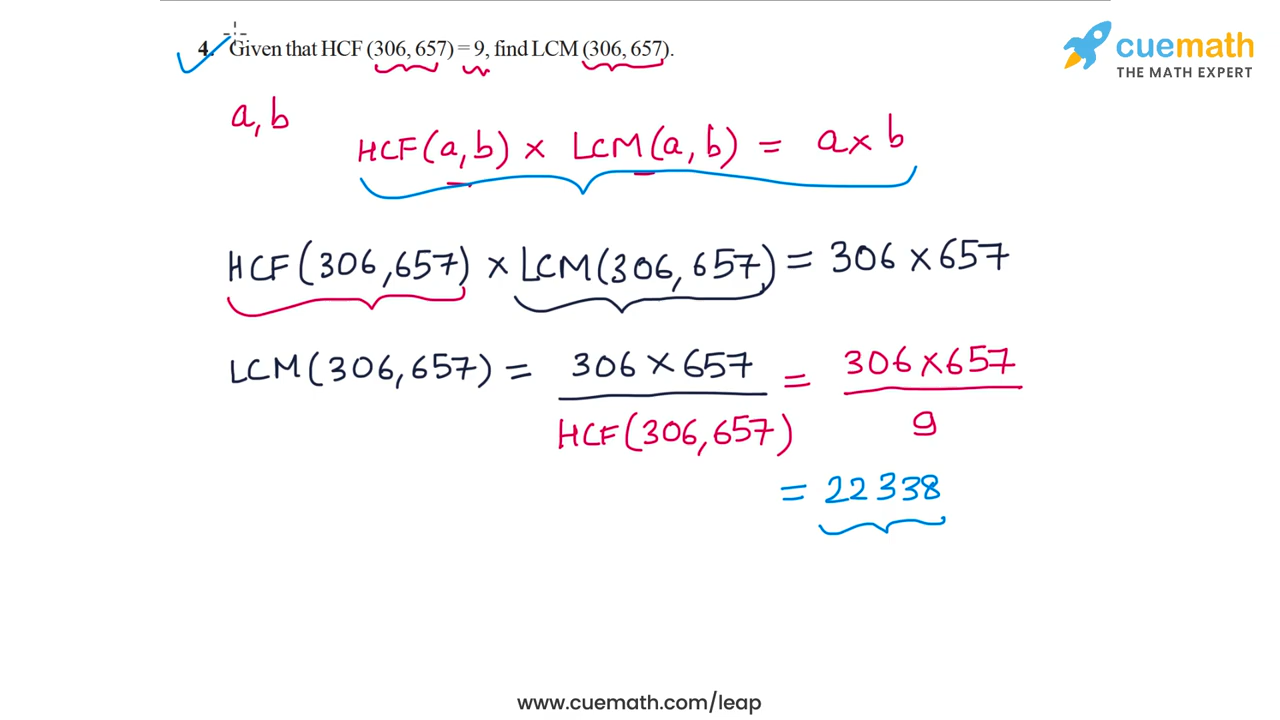 4. Given that HCF (306, 657) = 9, find LCM (306, 657).
cuemath
THE MATH EXPERT
a, b
HCF(a, b) × LCM(a, b) = a × b
HCF(306,657) × LCM(306,657) = 306 × 657
LCM(306,657) = 306 × 657 / HCF(306,657) = 306 × 657 / 9
= 22338
www.cuemath.com/leap